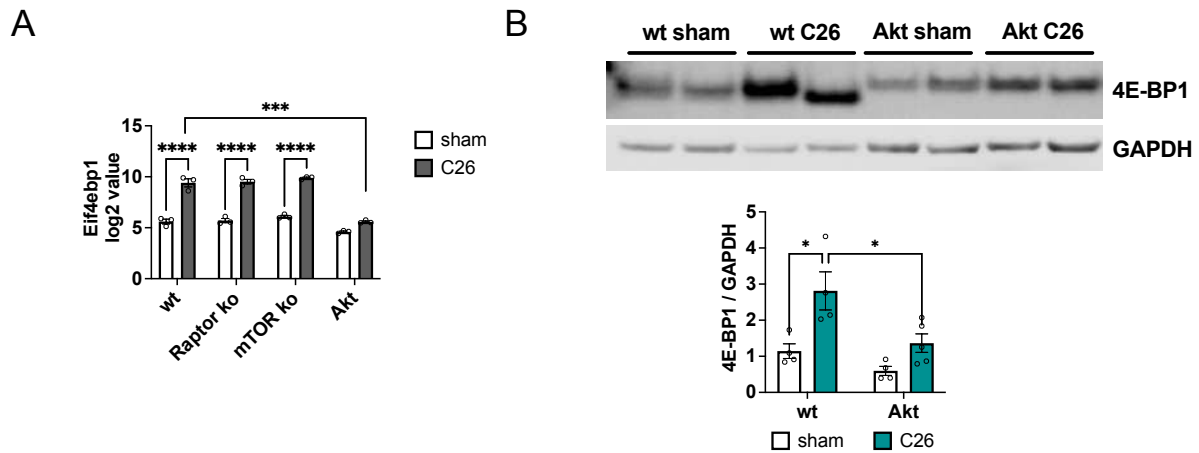 A
Eif4ebp1
log2 value
15
10
5
0
***
**** **** ****
wt
Raptor ko
mTOR ko
Akt
sham
C26
B
wt sham wt C26 Akt sham Akt C26
4E-BP1
GAPDH
4E-BP1 / GAPDH
5
4
3
2
1
0
* *
wt Akt
sham C26